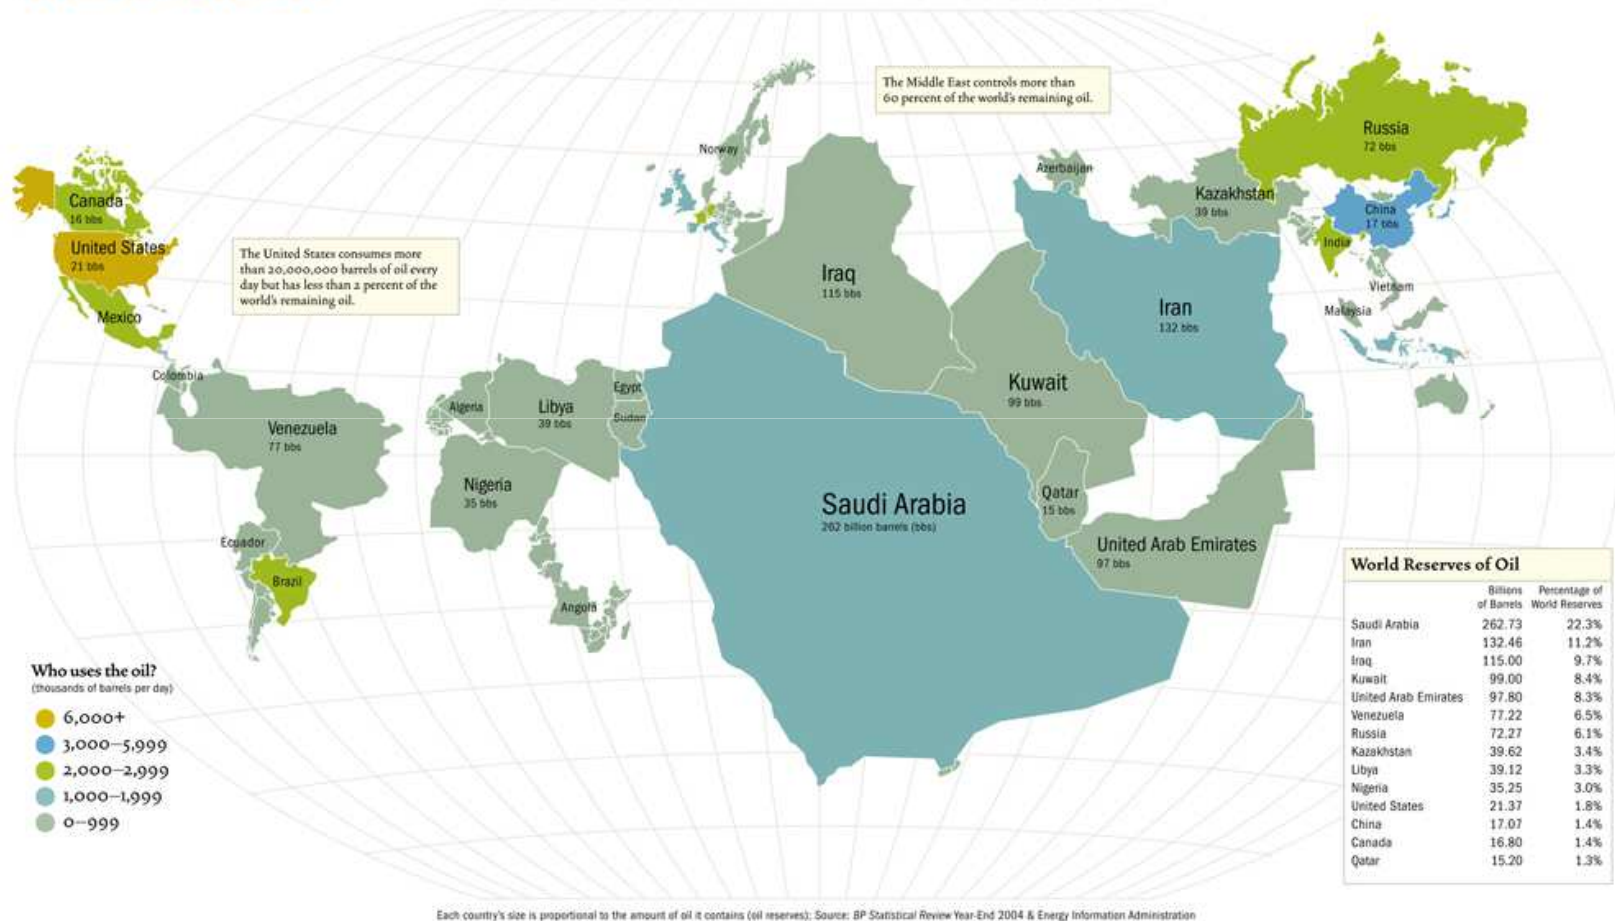 The Middle East controls more than
60 percent of the world's remaining oil.
Russia
72 bbs
Norway
Azerbaijan
Kazakhstan
39 bbs
Canada
16 bbs
China
17 bbs
United States
21 bbs
India
The United States consumes more
than 20,000,000 barrels of oil every
day but has less than 2 percent of the
world's remaining oil.
Iraq
115 bbs
Iran
132 bbs
Vietnam
Malaysia
Mexico
Colombia
Venezuela
77 bbs
Algeria
Libya
39 bbs
Egypt
Sudan
Kuwait
99 bbs
Nigeria
35 bbs
Saudi Arabia
262 billion barrels (bbs)
Qatar
15 bbs
United Arab Emirates
97 bbs
Ecuador
Brazil
Angola
Who uses the oil?
(thousands of barrels per day)
6,000+
3,000–5,999
2,000–2,999
1,000–1,999
0–999
World Reserves of Oil
Billions of Barrels Percentage of World Reserves
Saudi Arabia 262.73 22.3%
Iran 132.46 11.2%
Iraq 115.00 9.7%
Kuwait 99.00 8.4%
United Arab Emirates 97.80 8.3%
Venezuela 77.22 6.5%
Russia 72.27 6.1%
Kazakhstan 39.62 3.4%
Libya 39.12 3.3%
Nigeria 35.25 3.0%
United States 21.37 1.8%
China 17.07 1.4%
Canada 16.80 1.4%
Qatar 15.20 1.3%
Each country's size is proportional to the amount of oil it contains (oil reserves); Source: BP Statistical Review Year-End 2004 & Energy Information Administration